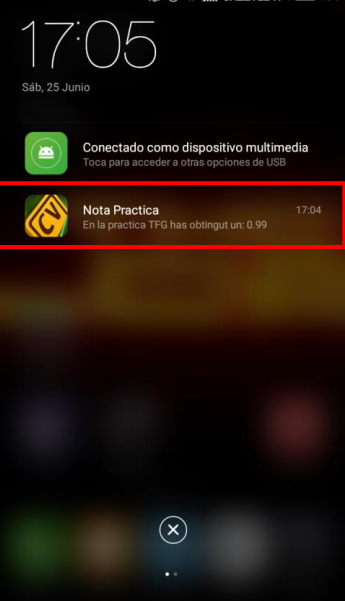 17:05
Sáb, 25 Junio
Conectado como dispositivo multimedia
Toca para acceder a otras opciones de USB
CV
Nota Practica 17:04
En la practica TFG has obtingut un: 0.99